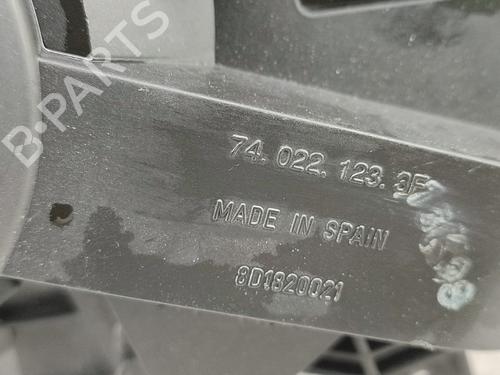 B-PARTS
74.022.123.3F
MADE IN SPAIN
8D1820021